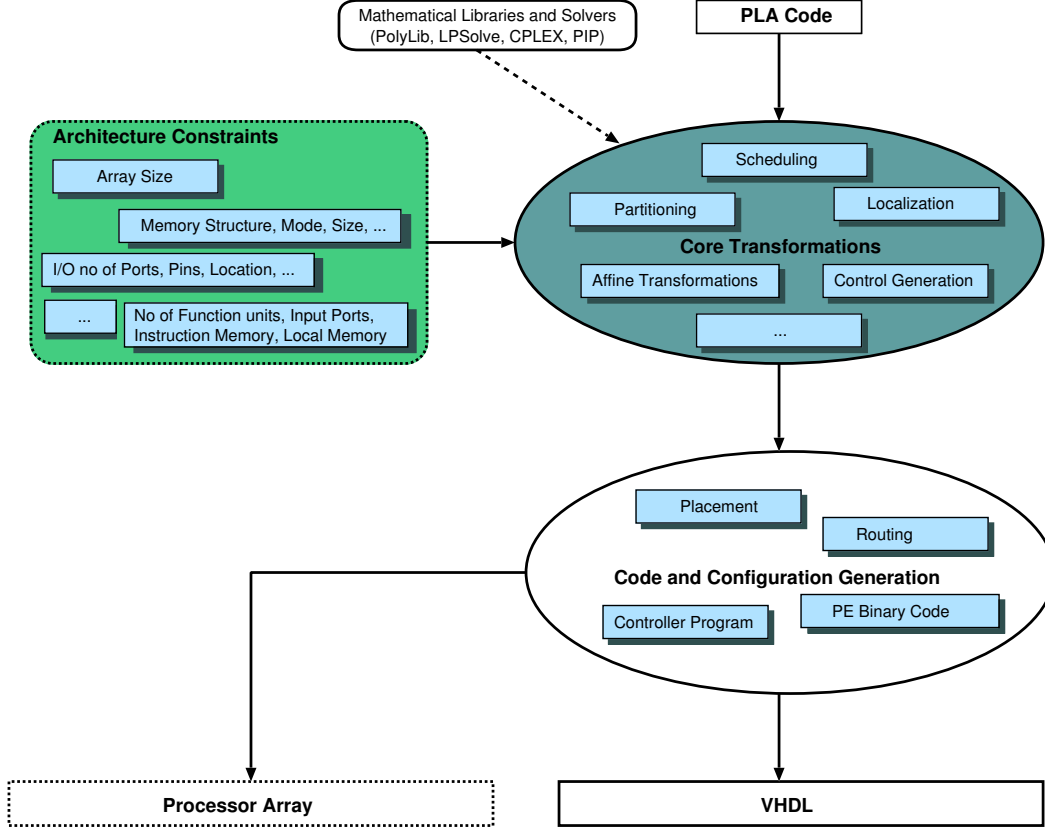 Mathematical Libraries and Solvers
(PolyLib, LPSolve, CPLEX, PIP)
PLA Code
Architecture Constraints
Array Size
Memory Structure, Mode, Size, ...
I/O no of Ports, Pins, Location, ...
...
No of Function units, Input Ports,
Instruction Memory, Local Memory
Scheduling
Partitioning
Localization
Core Transformations
Affine Transformations
Control Generation
...
Placement
Routing
Code and Configuration Generation
Controller Program
PE Binary Code
Processor Array
VHDL